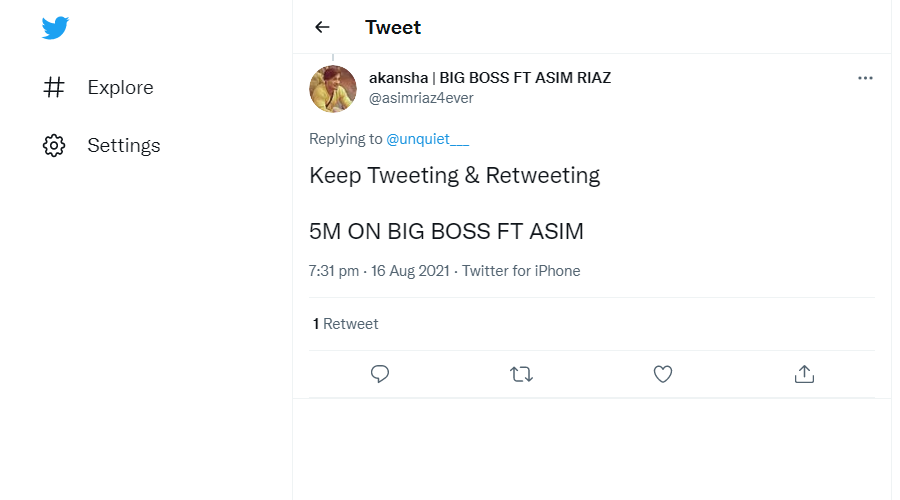 Tweet
Explore
Settings
akansha | BIG BOSS FT ASIM RIAZ
@asimriaz4ever
Replying to @unquiet___
Keep Tweeting & Retweeting
5M ON BIG BOSS FT ASIM
7:31 pm · 16 Aug 2021 · Twitter for iPhone
1 Retweet